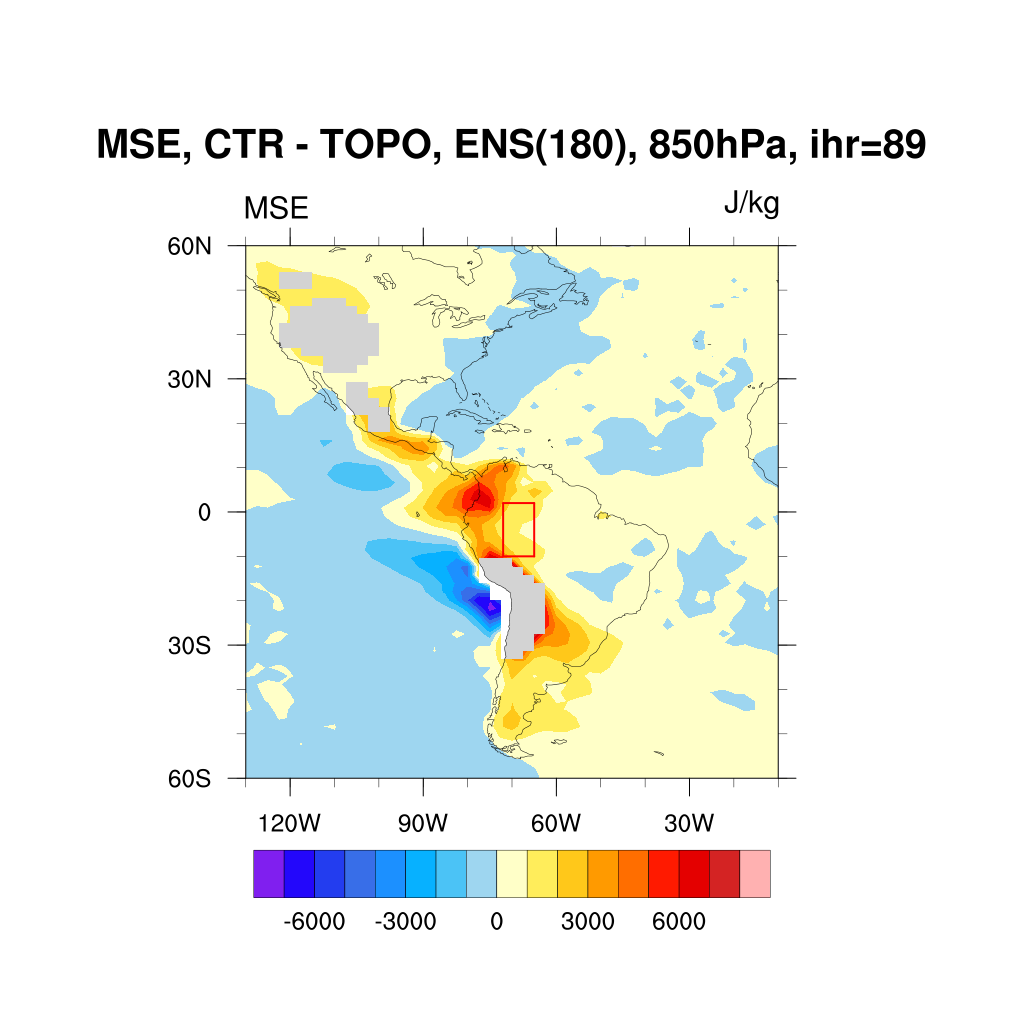 MSE, CTR - TOPO, ENS(180), 850hPa, ihr=89
MSE J/kg
60N
30N
0
30S
60S
120W 90W 60W 30W
-6000 -3000 0 3000 6000